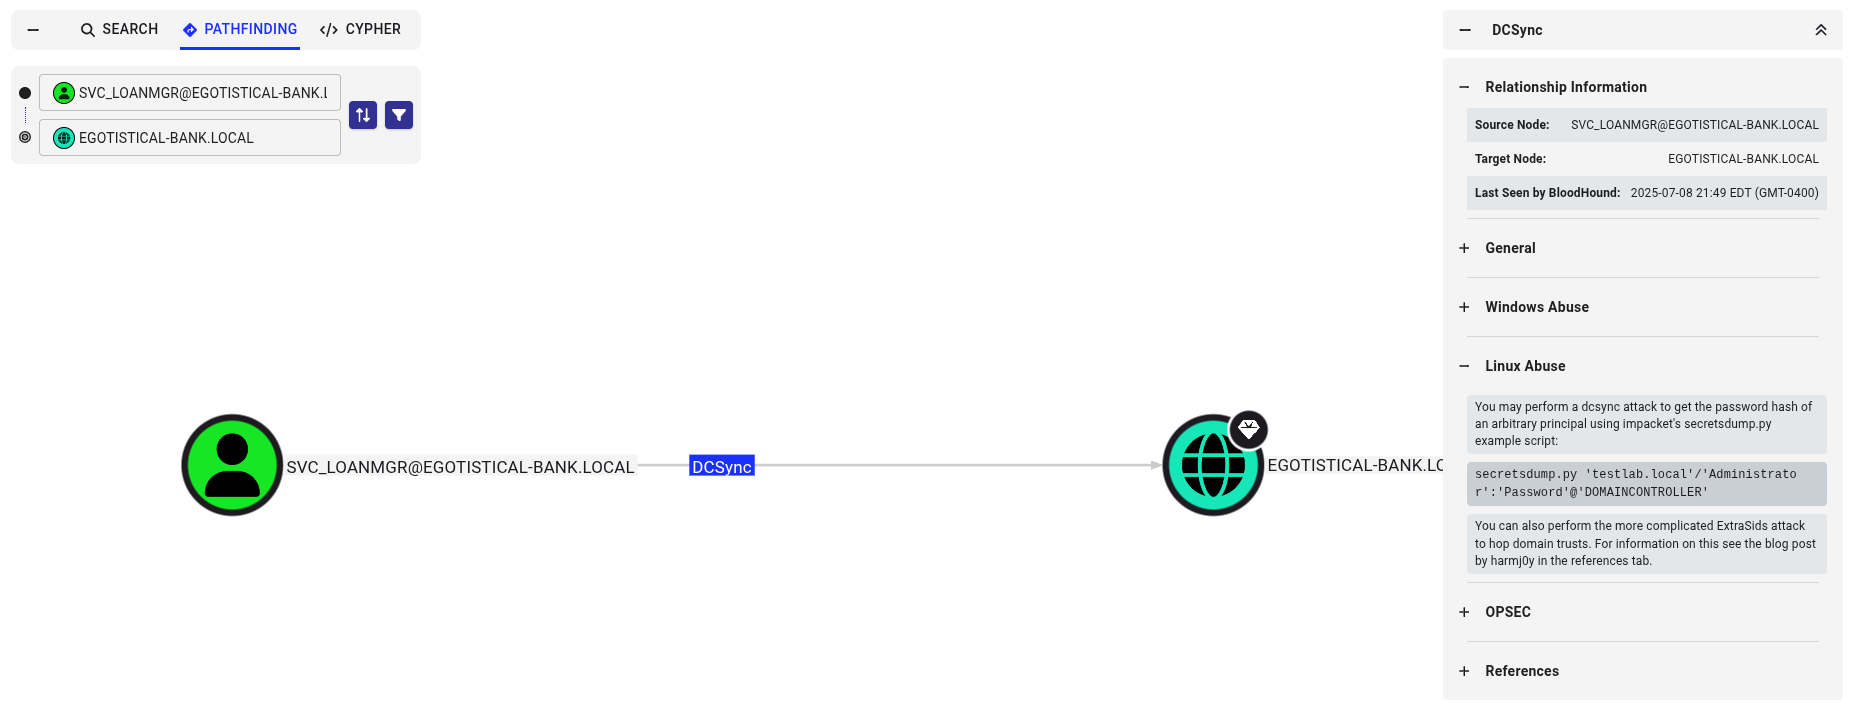 SEARCH
PATHFINDING
</> CYPHER
SVC_LOANMGR@EGOTISTICAL-BANK.L
EGOTISTICAL-BANK.LOCAL
SVC_LOANMGR@EGOTISTICAL-BANK.LOCAL
DCSync
EGOTISTICAL-BANK.LO
DCSync
Relationship Information
Source Node: SVC_LOANMGR@EGOTISTICAL-BANK.LOCAL
Target Node: EGOTISTICAL-BANK.LOCAL
Last Seen by BloodHound: 2025-07-08 21:49 EDT (GMT-0400)
General
Windows Abuse
Linux Abuse
You may perform a dcsync attack to get the password hash of
an arbitrary principal using impacket's secretsdump.py
example script:
secretsdump.py 'testlab.local'/'Administrato
r':'Password'@'DOMAINCONTROLLER'
You can also perform the more complicated ExtraSids attack
to hop domain trusts. For information on this see the blog post
by harmj0y in the references tab.
OPSEC
References